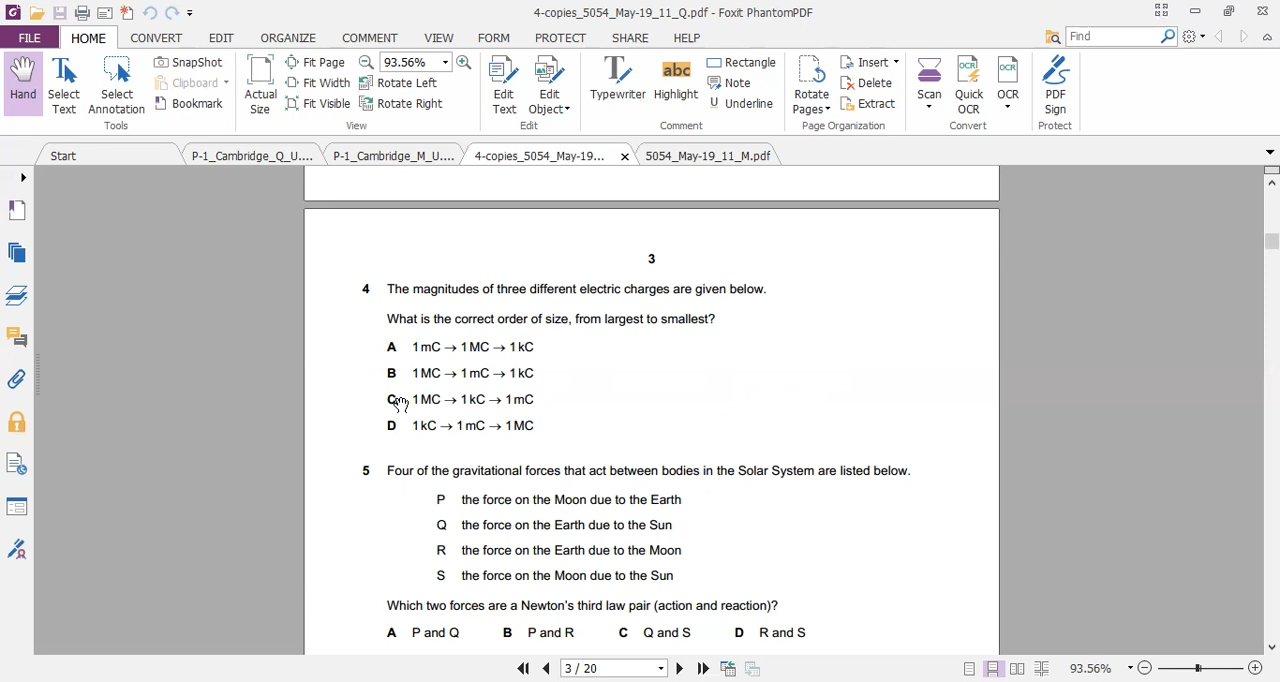 4-copies_5054_May-19_11_Q.pdf - Foxit PhantomPDF
FILE HOME CONVERT EDIT ORGANIZE COMMENT VIEW FORM PROTECT SHARE HELP Find
Hand
Select Text
Select Annotation
SnapShot
Clipboard
Bookmark
Tools
Actual Size
Fit Page
Fit Width
Fit Visible
93.56%
Rotate Left
Rotate Right
View
Edit Text
Edit Object
Edit
Typewriter
abc
Highlight
Rectangle
Note
U Underline
Comment
Rotate Pages
Insert
Delete
Extract
Page Organization
Scan
OCR
Quick OCR
OCR
OCR
Convert
PDF Sign
Protect
Start P-1_Cambridge_Q_U.... P-1_Cambridge_M_U.... 4-copies_5054_May-19... 5054_May-19_11_M.pdf
3
4 The magnitudes of three different electric charges are given below.
What is the correct order of size, from largest to smallest?
A 1 mC → 1 MC → 1 kC
B 1 MC → 1 mC → 1 kC
C 1 MC → 1 kC → 1 mC
D 1 kC → 1 mC → 1 MC
5 Four of the gravitational forces that act between bodies in the Solar System are listed below.
P the force on the Moon due to the Earth
Q the force on the Earth due to the Sun
R the force on the Earth due to the Moon
S the force on the Moon due to the Sun
Which two forces are a Newton's third law pair (action and reaction)?
A P and Q B P and R C Q and S D R and S
3 / 20
93.56%